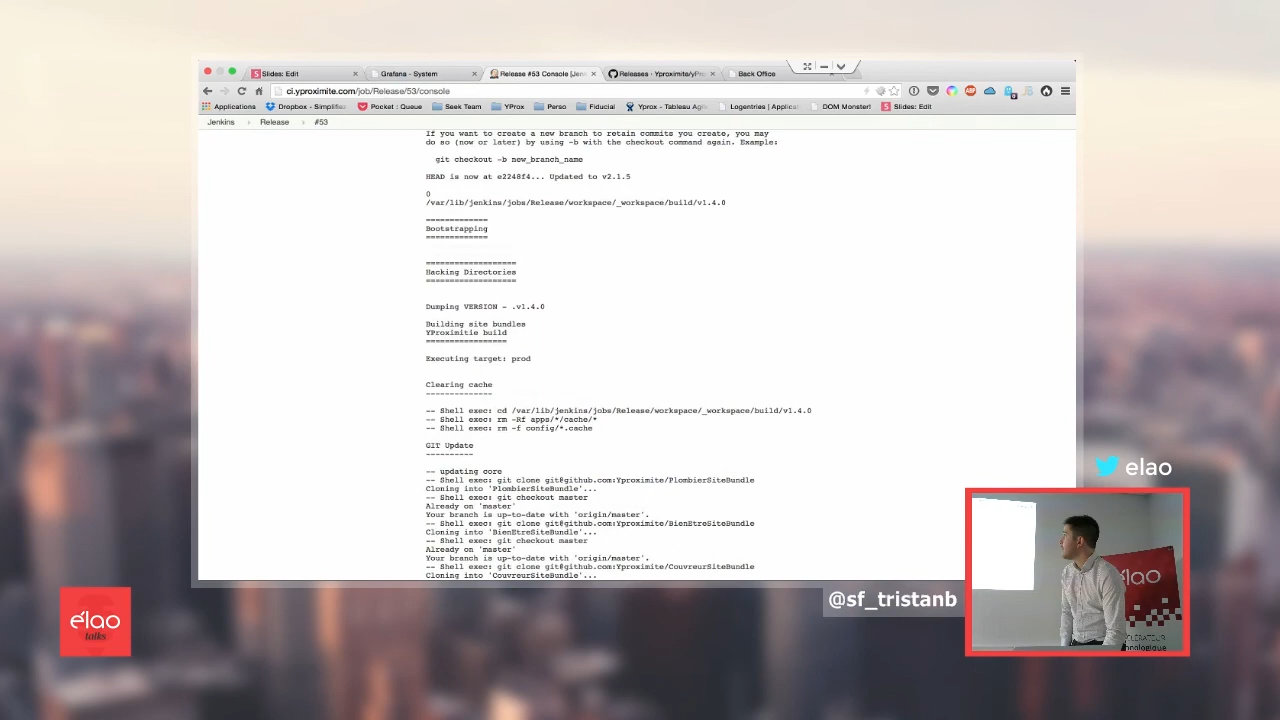 Slides: Edit
Grafana - System
Release #53 Console [Jen
Releases · Yproximite/yPr
Back Office
ci.yproximite.com/job/Release/53/console
Applications
Dropbox - Simplifie
Pocket : Queue
Seek Team
YProx
Perso
Fiducial
Yprox - Tableau Agi
Logentries | Applica
DOM Monster!
Slides: Edit
Jenkins
Release
#53
If you want to create a new branch to retain commits you create, you may
do so (now or later) by using -b with the checkout command again. Example:
git checkout -b new_branch_name
HEAD is now at e2248f4... Updated to v2.1.5
0
/var/lib/jenkins/jobs/Release/workspace/_workspace/build/v1.4.0
=============
Bootstrapping
=============
===================
Hacking Directories
===================
Dumping VERSION - .v1.4.0
Building site bundles
YProximitie build
=================
Executing target: prod
Clearing cache
--------------
-- Shell exec: cd /var/lib/jenkins/jobs/Release/workspace/_workspace/build/v1.4.0
-- Shell exec: rm -Rf apps/*/cache/*
-- Shell exec: rm -f config/*.cache
GIT Update
----------
-- updating core
-- Shell exec: git clone git@github.com:Yproximite/PlombierSiteBundle
Cloning into 'PlombierSiteBundle'...
-- Shell exec: git checkout master
Already on 'master'
Your branch is up-to-date with 'origin/master'.
-- Shell exec: git clone git@github.com:Yproximite/BienEtreSiteBundle
Cloning into 'BienEtreSiteBundle'...
-- Shell exec: git checkout master
Already on 'master'
Your branch is up-to-date with 'origin/master'.
-- Shell exec: git clone git@github.com:Yproximite/CouvreurSiteBundle
Cloning into 'CouvreurSiteBundle'...
elao
@sf_tristanb
élao
talks
élao
CÉLÉRATEUR
hnologique